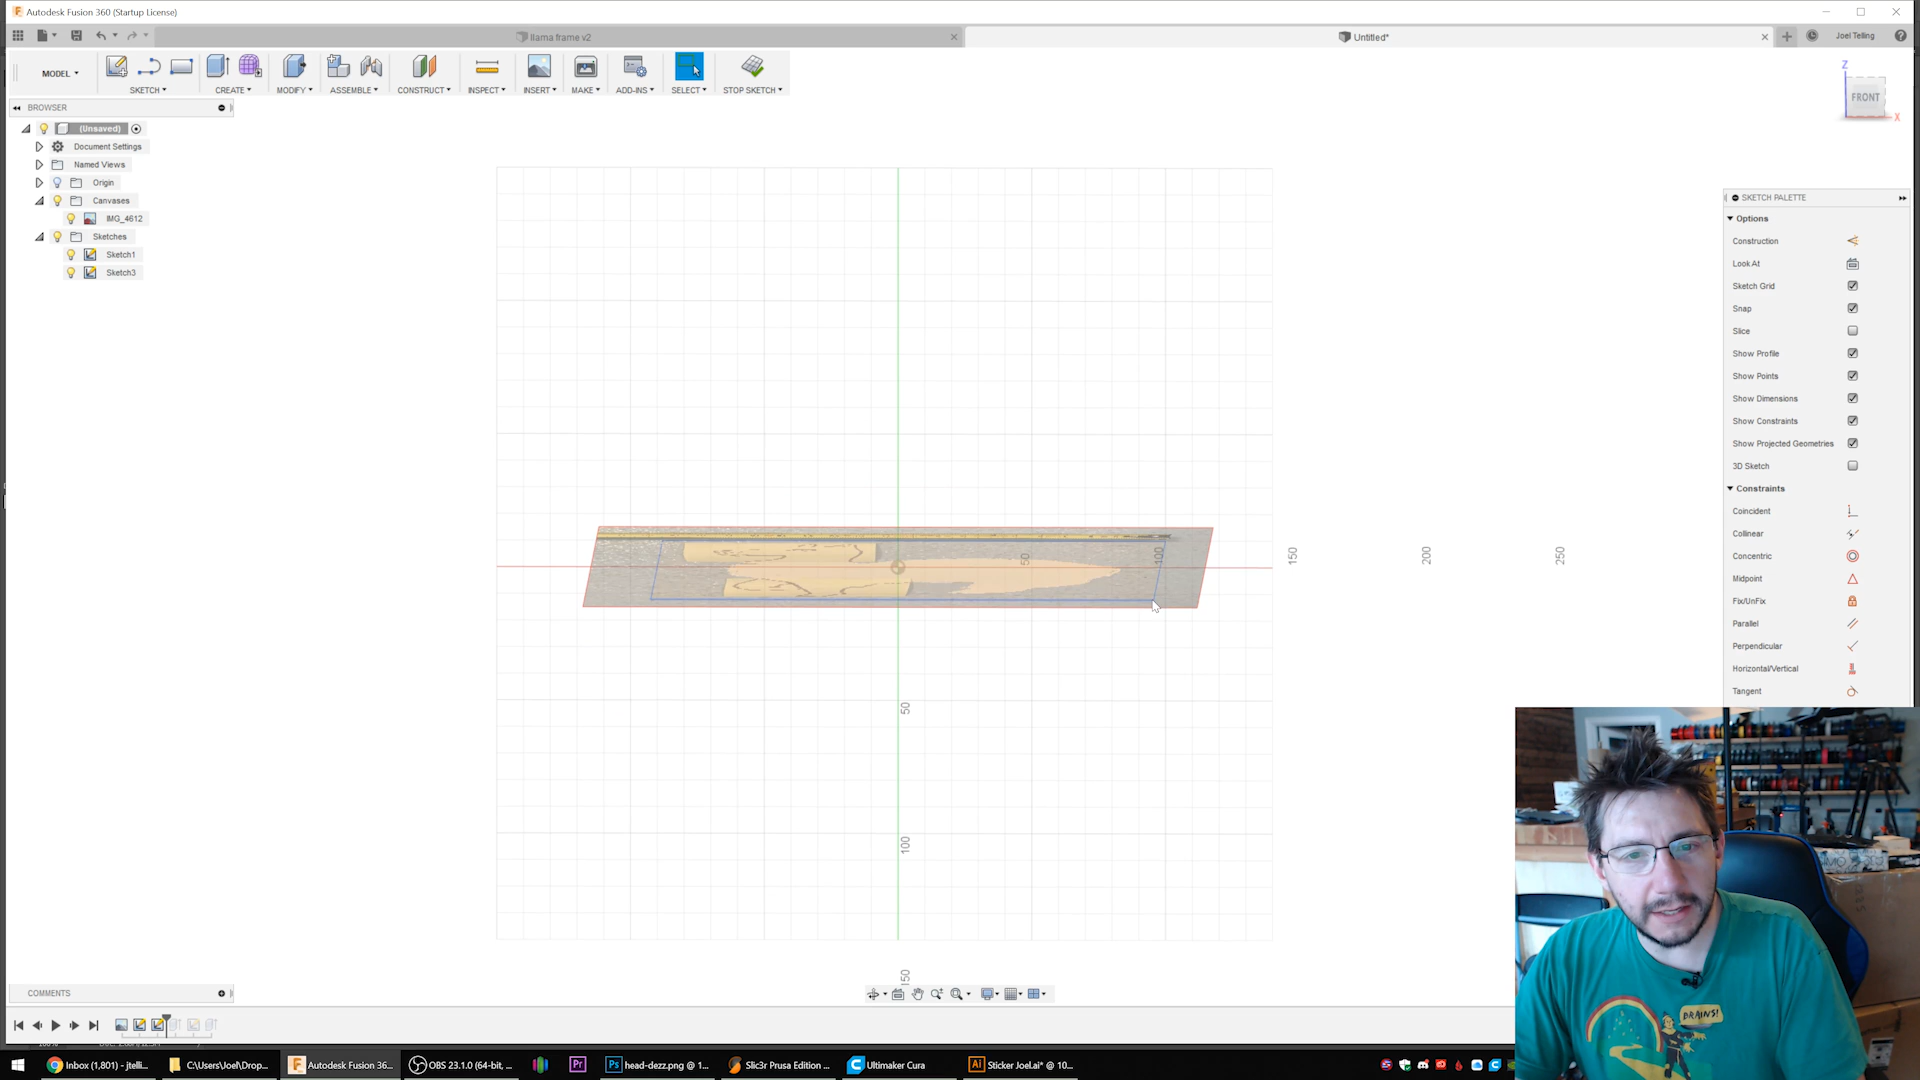 Autodesk Fusion 360 (Startup License)
llama frame v2
Untitled*
Joel Telling
MODEL
SKETCH
CREATE
MODIFY
ASSEMBLE
CONSTRUCT
INSPECT
INSERT
MAKE
ADD-INS
SELECT
STOP SKETCH
BROWSER
(Unsaved)
Document Settings
Named Views
Origin
Canvases
IMG_4612
Sketches
Sketch1
Sketch3
Z
FRONT
X
SKETCH PALETTE
Options
Construction
Look At
Sketch Grid
Snap
Slice
Show Profile
Show Points
Show Dimensions
Show Constraints
Show Projected Geometries
3D Sketch
Constraints
Coincident
Collinear
Concentric
Midpoint
Fix/UnFix
Parallel
Perpendicular
Horizontal/Vertical
Tangent
50
100
150
200
250
50
100
150
BRAINS!
COMMENTS
Inbox (1,801) - jtelli...
C:\Users\Joel\Drop...
Autodesk Fusion 36...
OBS 23.1.0 (64-bit, ...
Pr
Ps
head-dezz.png @ 1...
Slic3r Prusa Edition ...
Ultimaker Cura
Ai
Sticker Joel.ai* @ 10...